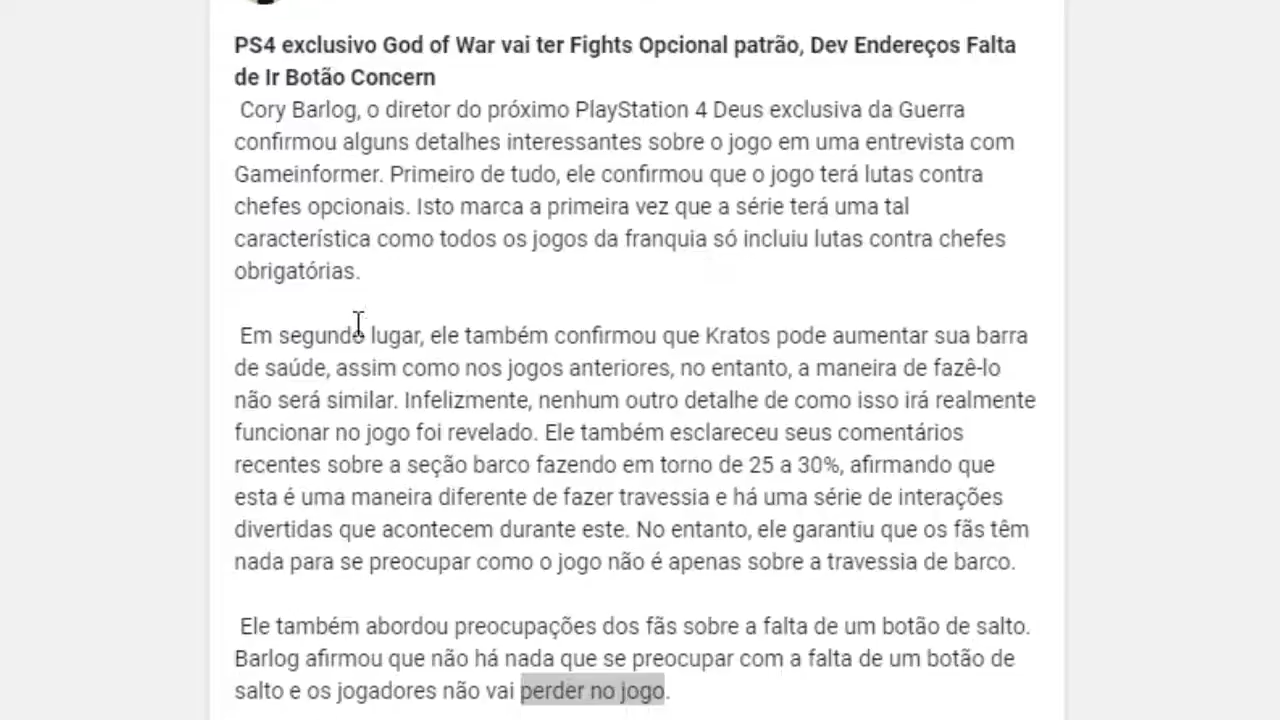 PS4 exclusivo God of War vai ter Fights Opcional patrão, Dev Endereços Falta
de Ir Botão Concern
Cory Barlog, o diretor do próximo PlayStation 4 Deus exclusiva da Guerra
confirmou alguns detalhes interessantes sobre o jogo em uma entrevista com
Gameinformer. Primeiro de tudo, ele confirmou que o jogo terá lutas contra
chefes opcionais. Isto marca a primeira vez que a série terá uma tal
característica como todos os jogos da franquia só incluiu lutas contra chefes
obrigatórias.
Em segundo lugar, ele também confirmou que Kratos pode aumentar sua barra
de saúde, assim como nos jogos anteriores, no entanto, a maneira de fazê-lo
não será similar. Infelizmente, nenhum outro detalhe de como isso irá realmente
funcionar no jogo foi revelado. Ele também esclareceu seus comentários
recentes sobre a seção barco fazendo em torno de 25 a 30%, afirmando que
esta é uma maneira diferente de fazer travessia e há uma série de interações
divertidas que acontecem durante este. No entanto, ele garantiu que os fãs têm
nada para se preocupar como o jogo não é apenas sobre a travessia de barco.
Ele também abordou preocupações dos fãs sobre a falta de um botão de salto.
Barlog afirmou que não há nada que se preocupar com a falta de um botão de
salto e os jogadores não vai perder no jogo.